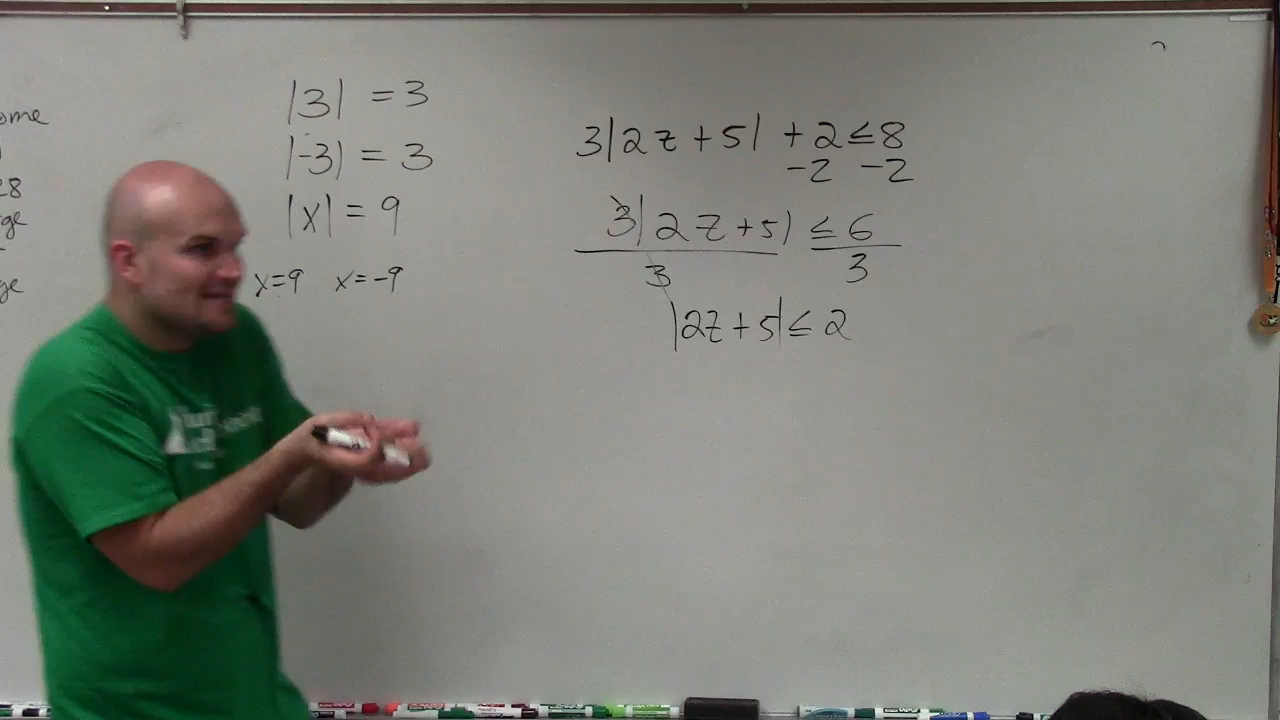 |3| = 3
|-3| = 3
|x| = 9
x=9 x=-9
28
3|2z+5| +2≤8
-2 -2
3|2z+5| ≤6
3 3
|2z+5|≤2